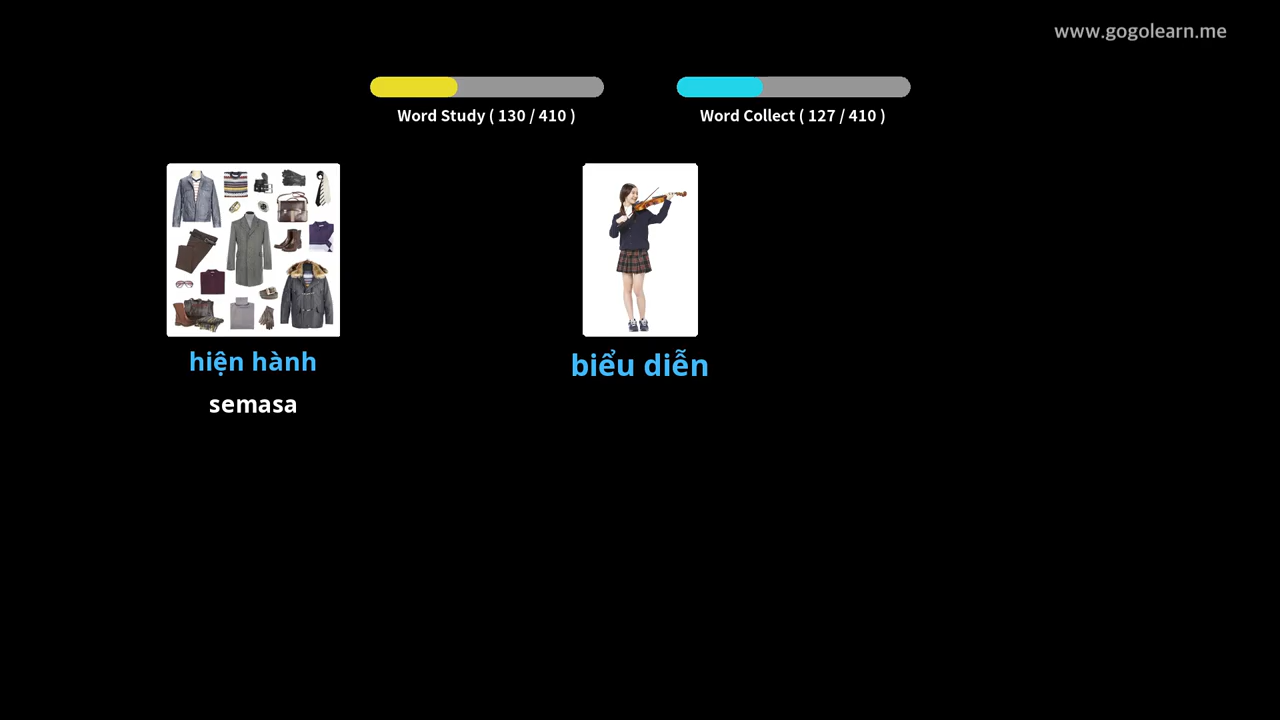 www.gogolearn.me
Word Study ( 130 / 410 )
Word Collect ( 127 / 410 )
hiện hành
semasa
biểu diễn